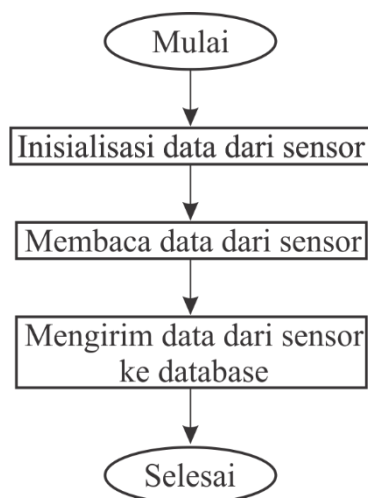 Mulai
Inisialisasi data dari sensor
Membaca data dari sensor
Mengirim data dari sensor
ke database
Selesai